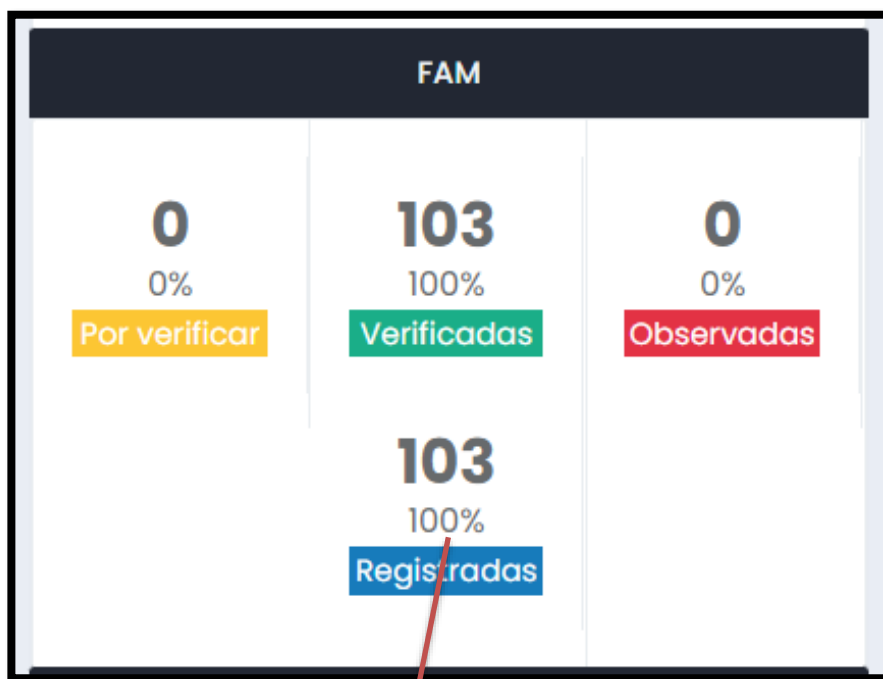 FAM
0 103 0
0% 100% 0%
Por verificar Verificadas Observadas
103
100%
Registradas